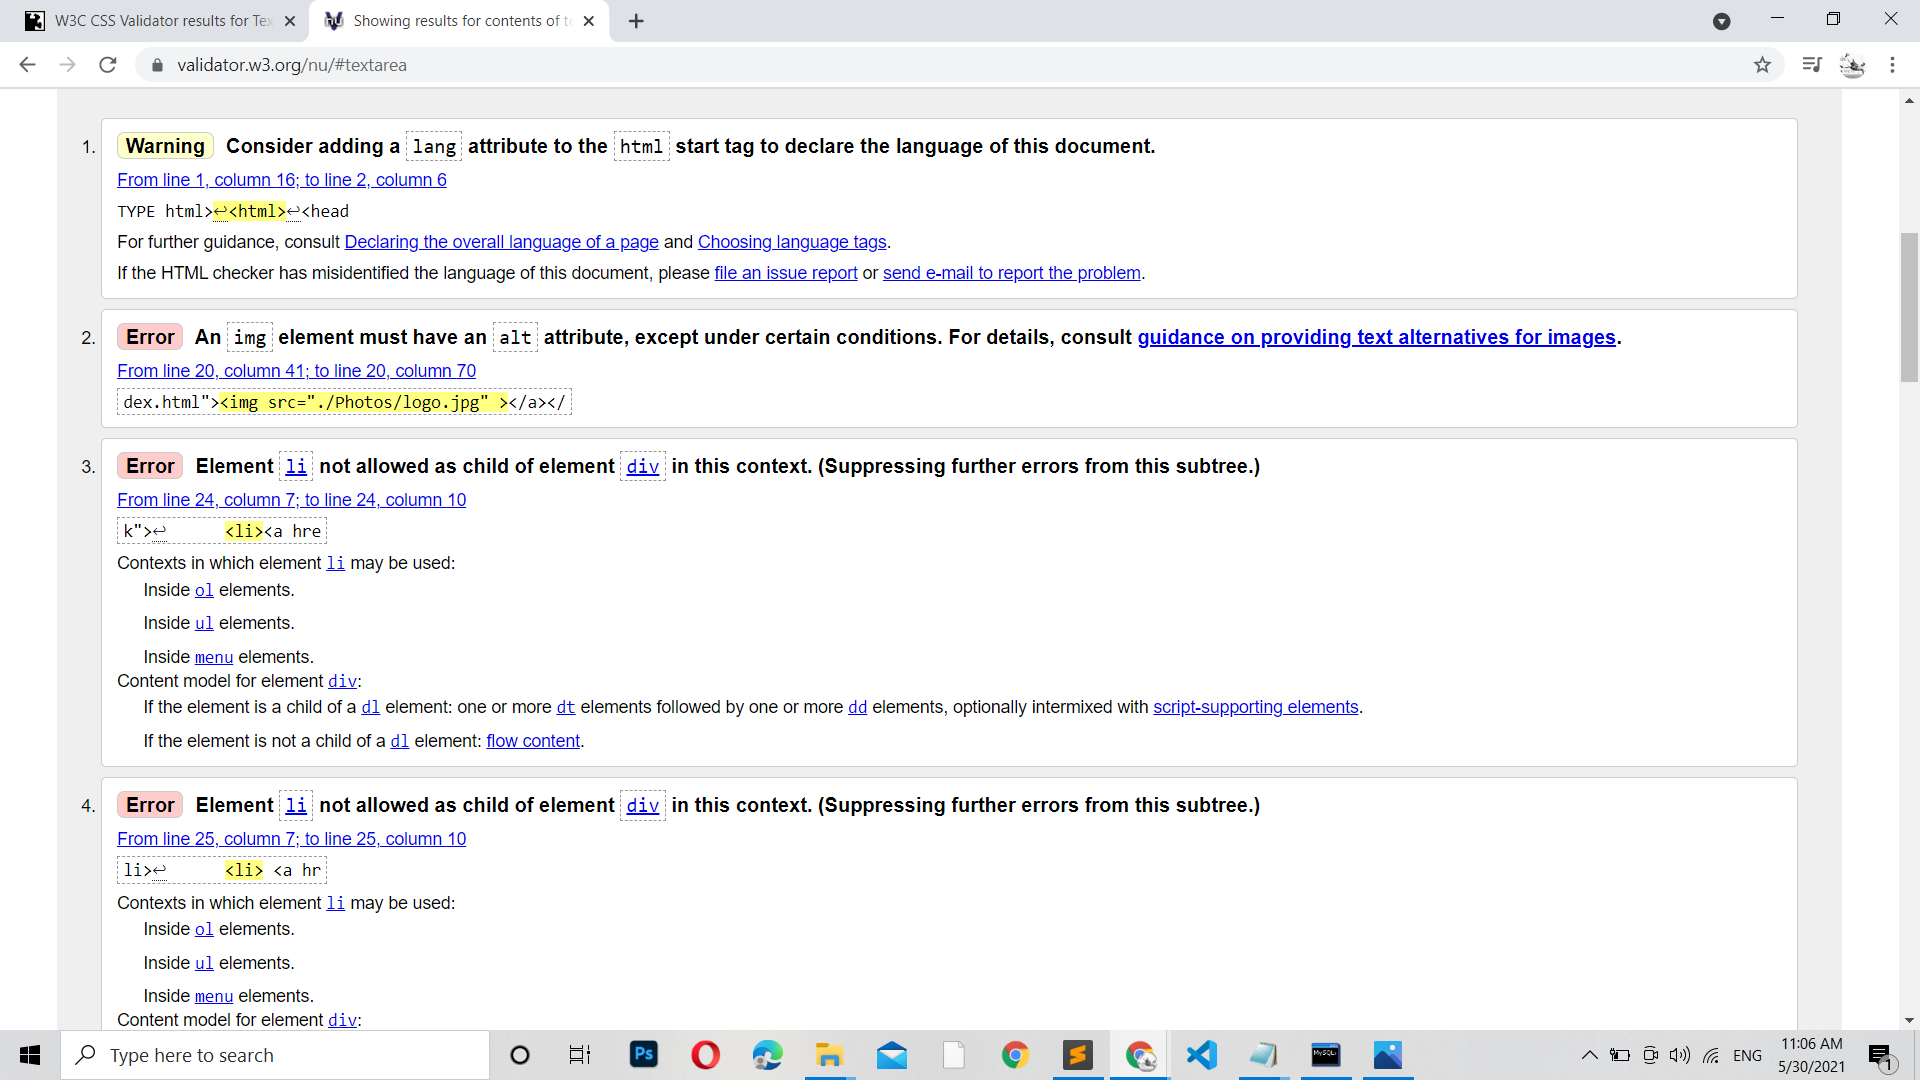 W3C CSS Validator results for Tex
Showing results for contents of te
validator.w3.org/nu/#textarea
1. Warning Consider adding a lang attribute to the html start tag to declare the language of this document.
From line 1, column 16; to line 2, column 6
TYPE html>↩<html>↩<head
For further guidance, consult Declaring the overall language of a page and Choosing language tags.
If the HTML checker has misidentified the language of this document, please file an issue report or send e-mail to report the problem.
2. Error An img element must have an alt attribute, except under certain conditions. For details, consult guidance on providing text alternatives for images.
From line 20, column 41; to line 20, column 70
dex.html"><img src="./Photos/logo.jpg" ></a></
3. Error Element li not allowed as child of element div in this context. (Suppressing further errors from this subtree.)
From line 24, column 7; to line 24, column 10
k">↩      <li><a hre
Contexts in which element li may be used:
Inside ol elements.
Inside ul elements.
Inside menu elements.
Content model for element div:
If the element is a child of a dl element: one or more dt elements followed by one or more dd elements, optionally intermixed with script-supporting elements.
If the element is not a child of a dl element: flow content.
4. Error Element li not allowed as child of element div in this context. (Suppressing further errors from this subtree.)
From line 25, column 7; to line 25, column 10
li>↩      <li> <a hr
Contexts in which element li may be used:
Inside ol elements.
Inside ul elements.
Inside menu elements.
Content model for element div:
Type here to search
Ps
MySQL
ENG
11:06 AM
5/30/2021
1